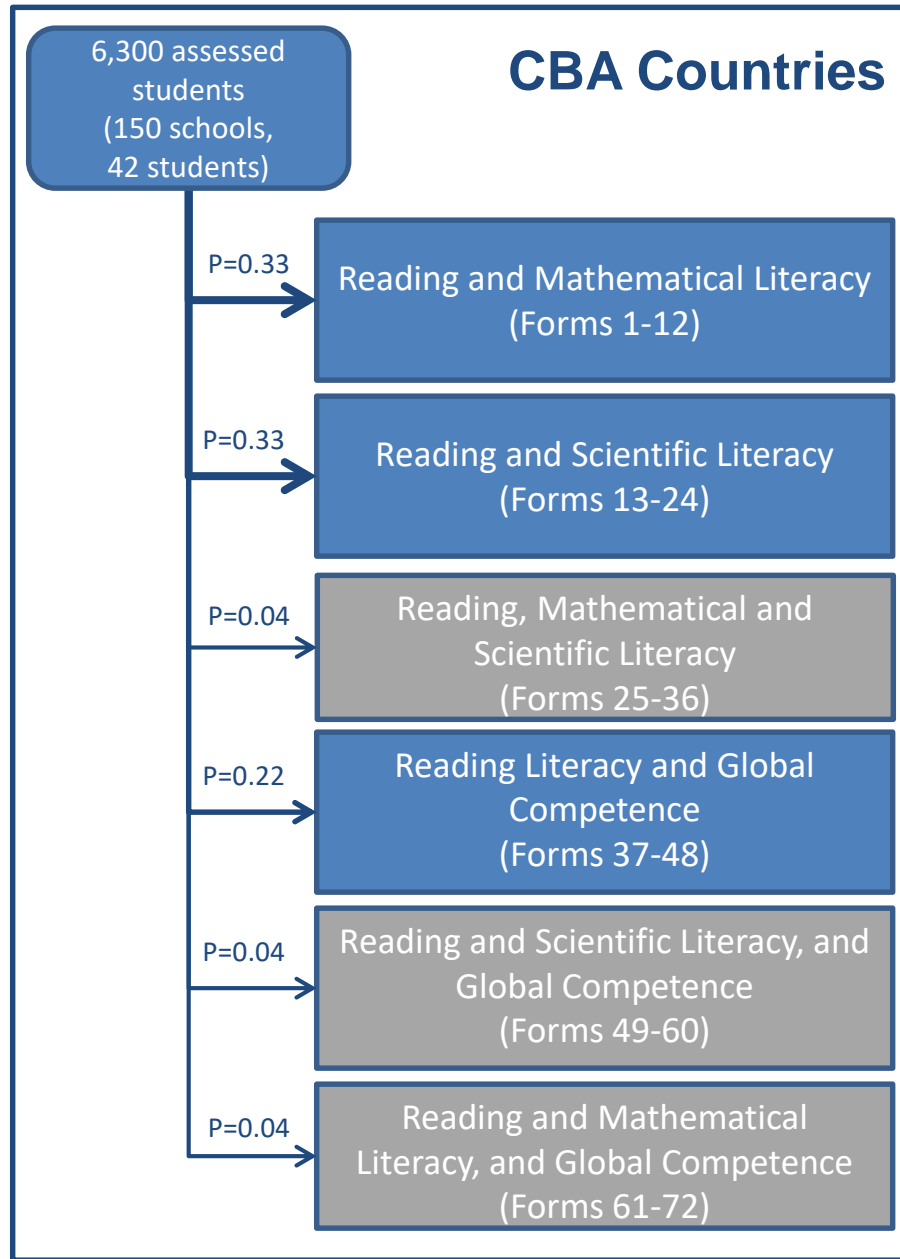 6,300 assessed
students
(150 schools,
42 students)
CBA Countries
P=0.33
Reading and Mathematical Literacy
(Forms 1-12)
P=0.33
Reading and Scientific Literacy
(Forms 13-24)
P=0.04
Reading, Mathematical and
Scientific Literacy
(Forms 25-36)
P=0.22
Reading Literacy and Global
Competence
(Forms 37-48)
P=0.04
Reading and Scientific Literacy, and
Global Competence
(Forms 49-60)
P=0.04
Reading and Mathematical
Literacy, and Global Competence
(Forms 61-72)